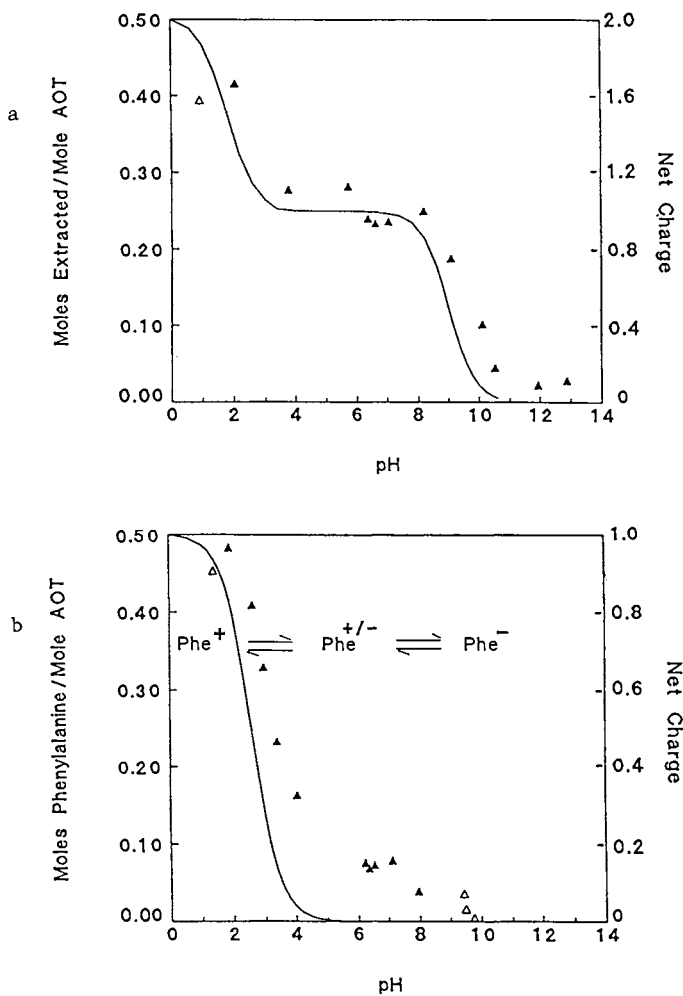 a
Moles Extracted/Mole AOT
0.50
0.40
0.30
0.20
0.10
0.00
2.0
1.6
1.2
0.8
0.4
0
Net Charge
0 2 4 6 8 10 12 14
pH
b
Moles Phenylalanine/Mole AOT
0.50
0.40
0.30
0.20
0.10
0.00
Phe+ Phe+/- Phe-
1.0
0.8
0.6
0.4
0.2
0
Net Charge
0 2 4 6 8 10 12 14
pH